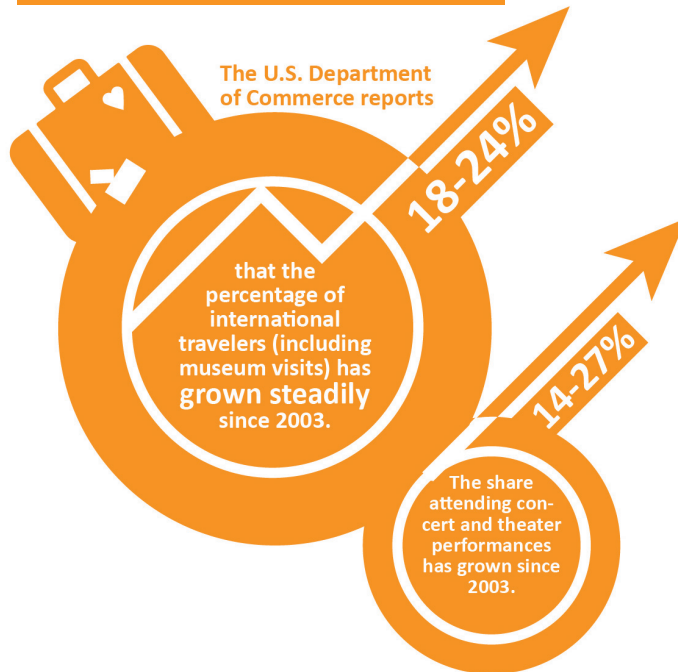 The U.S. Department
of Commerce reports
18-24%
that the
percentage of
international
travelers (including
museum visits) has
grown steadily
since 2003.
14-27%
The share
attending con-
cert and theater
performances
has grown since
2003.